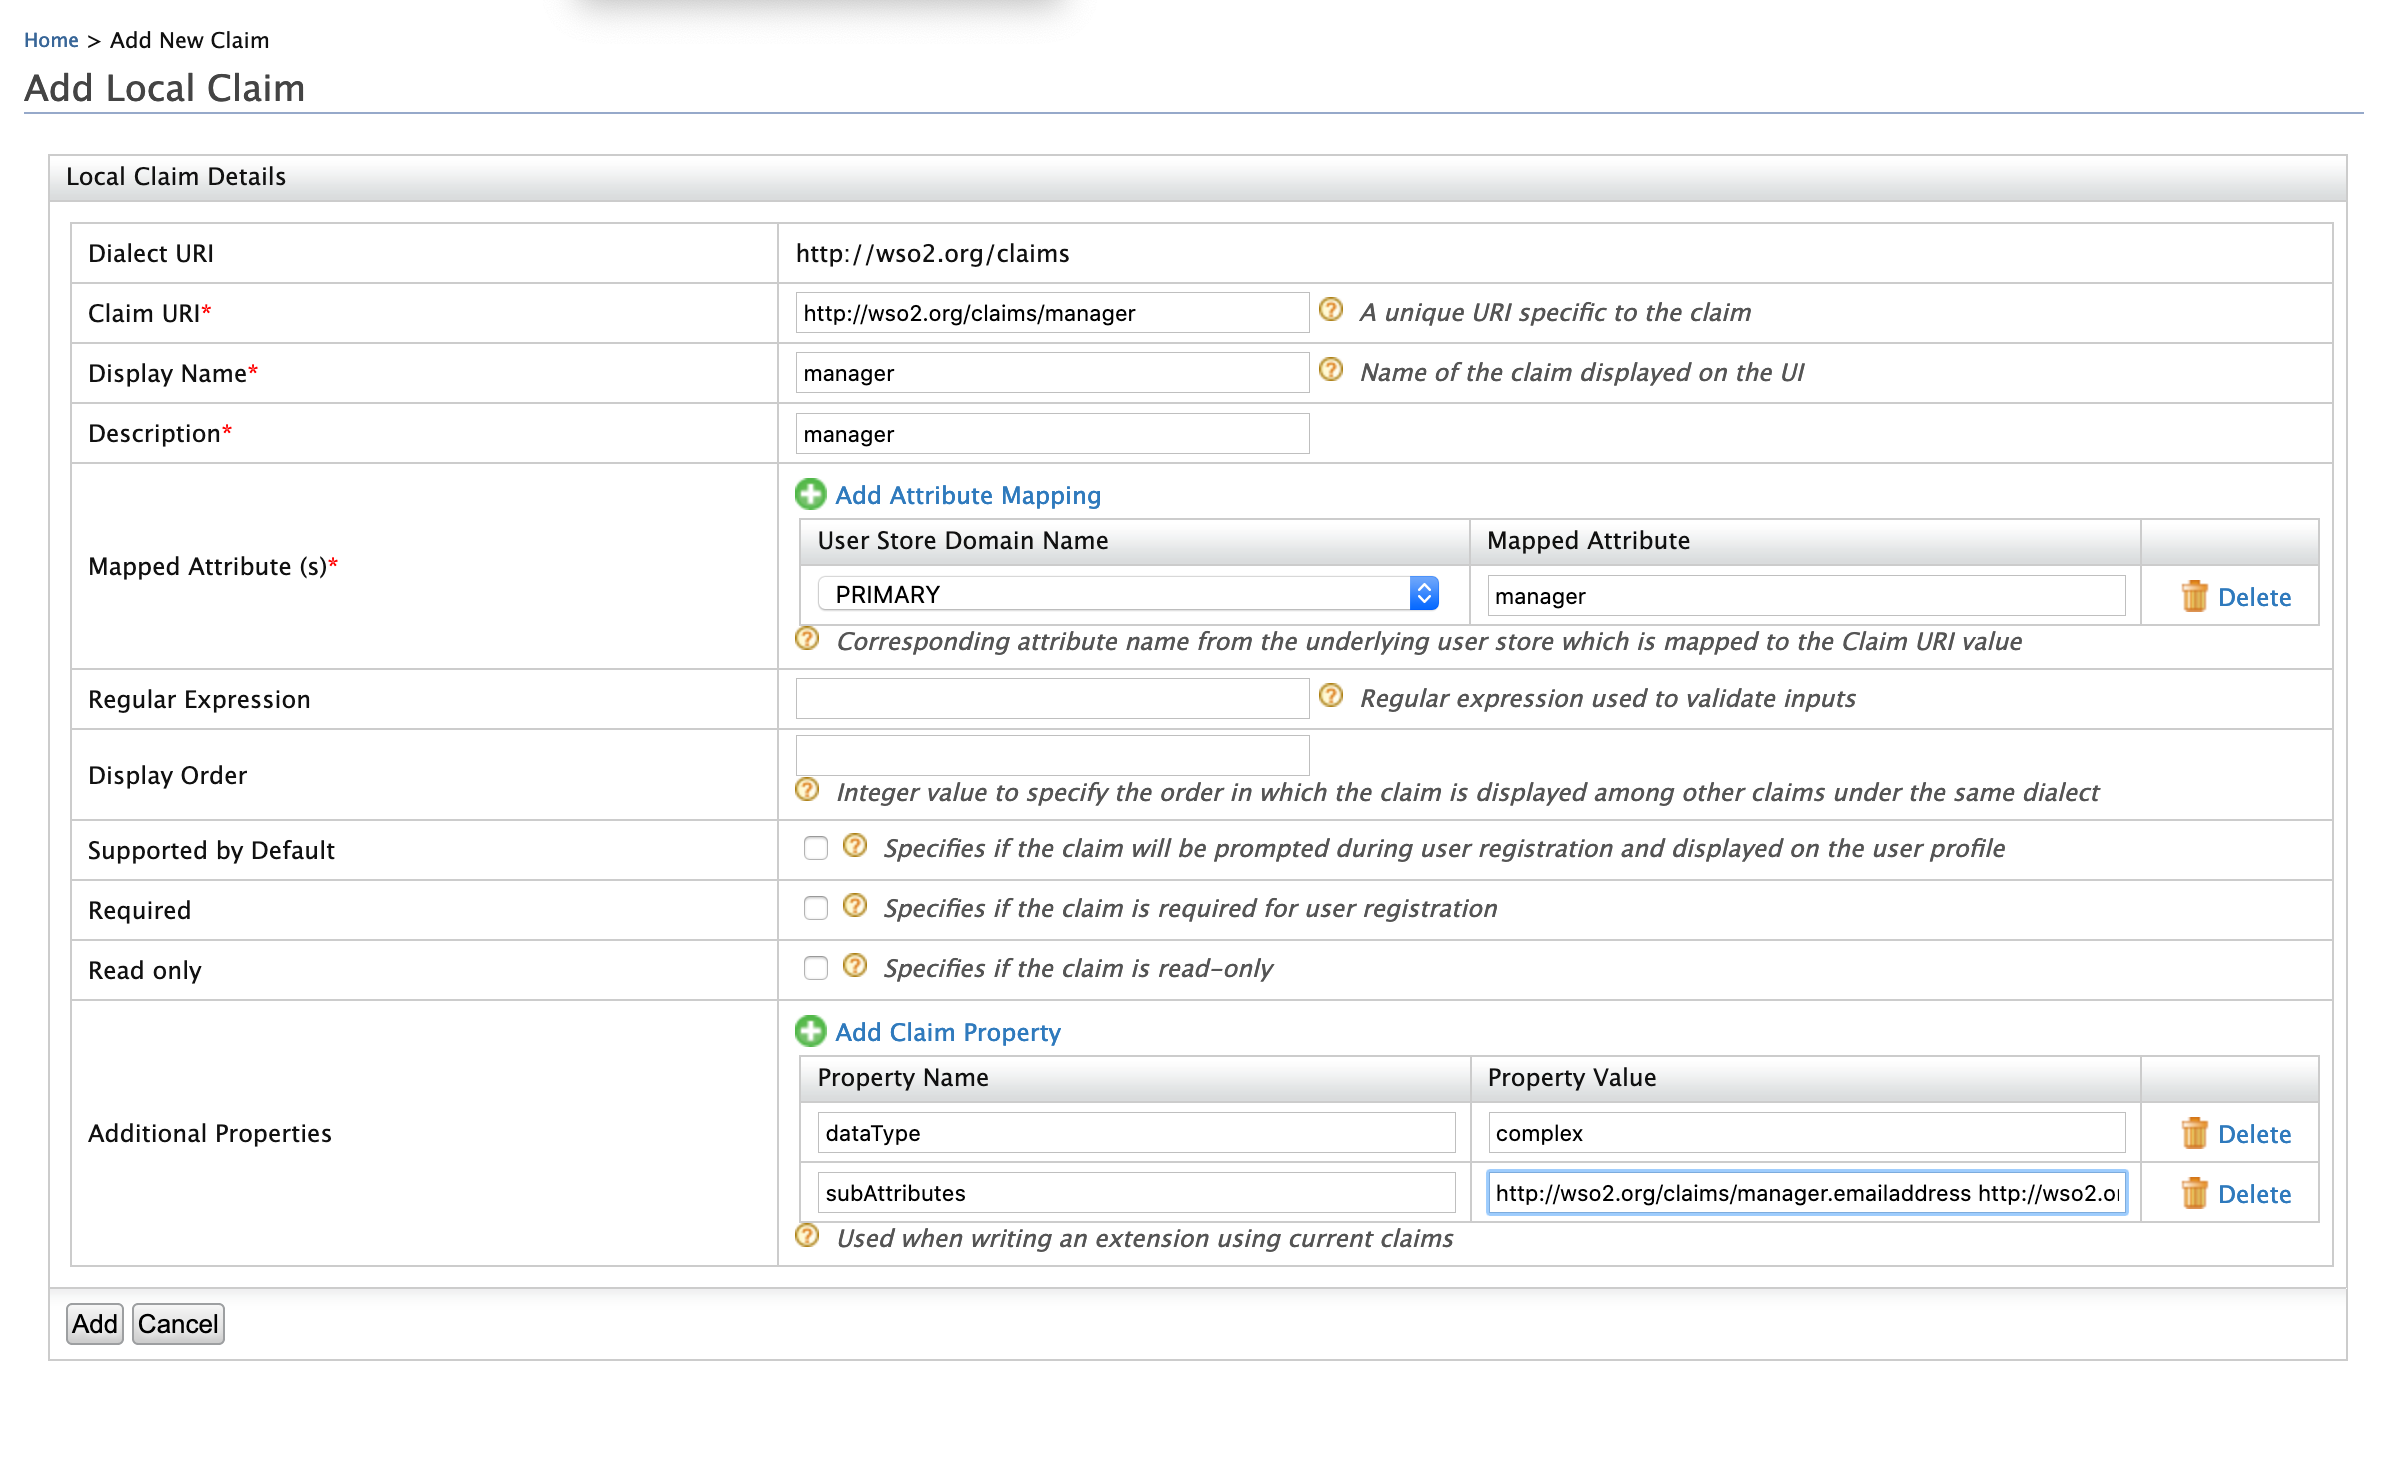 Home > Add New Claim
Add Local Claim
Local Claim Details
Dialect URI http://wso2.org/claims
Claim URI* http://wso2.org/claims/manager A unique URI specific to the claim
Display Name* manager Name of the claim displayed on the UI
Description* manager
Add Attribute Mapping
User Store Domain Name Mapped Attribute
Mapped Attribute (s)*
PRIMARY manager Delete
Corresponding attribute name from the underlying user store which is mapped to the Claim URI value
Regular Expression Regular expression used to validate inputs
Display Order
Integer value to specify the order in which the claim is displayed among other claims under the same dialect
Supported by Default Specifies if the claim will be prompted during user registration and displayed on the user profile
Required Specifies if the claim is required for user registration
Read only Specifies if the claim is read-only
Add Claim Property
Property Name Property Value
Additional Properties dataType complex Delete
subAttributes http://wso2.org/claims/manager.emailaddress Delete
Used when writing an extension using current claims
Add Cancel